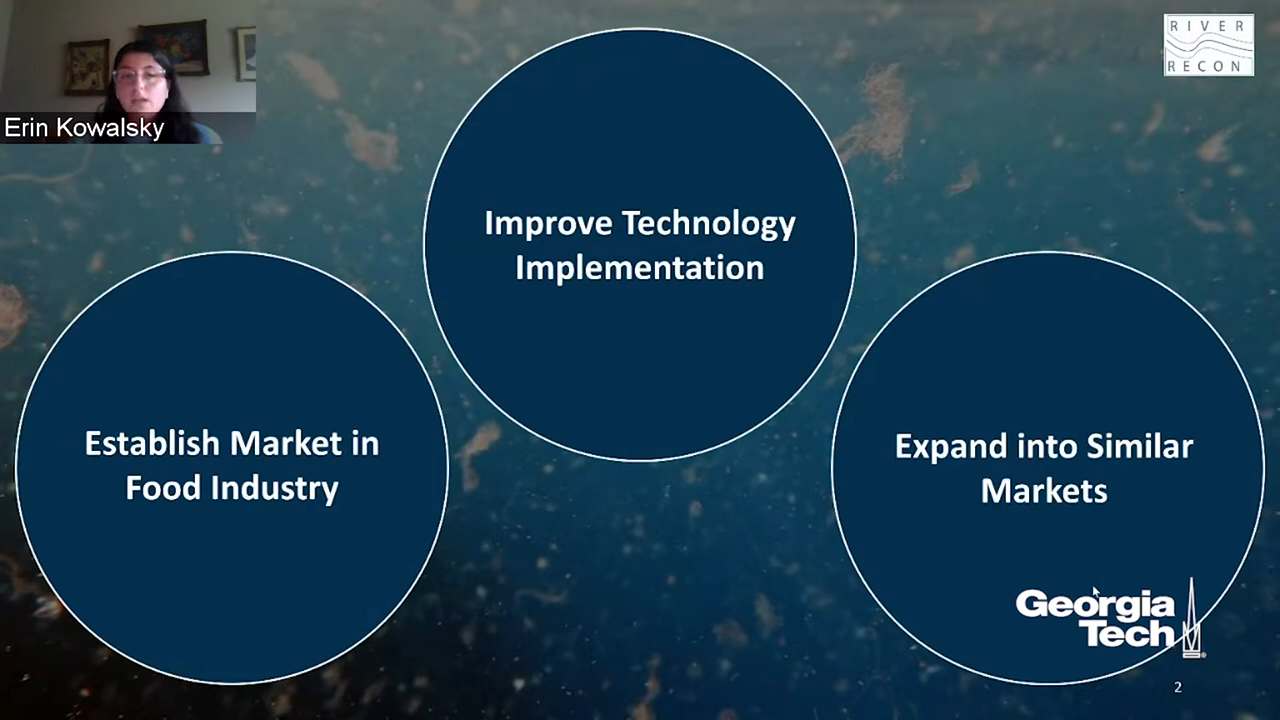 RIVER
RECON
Erin Kowalsky
Improve Technology
Implementation
Establish Market in
Food Industry
Expand into Similar
Markets
Georgia
Tech
2